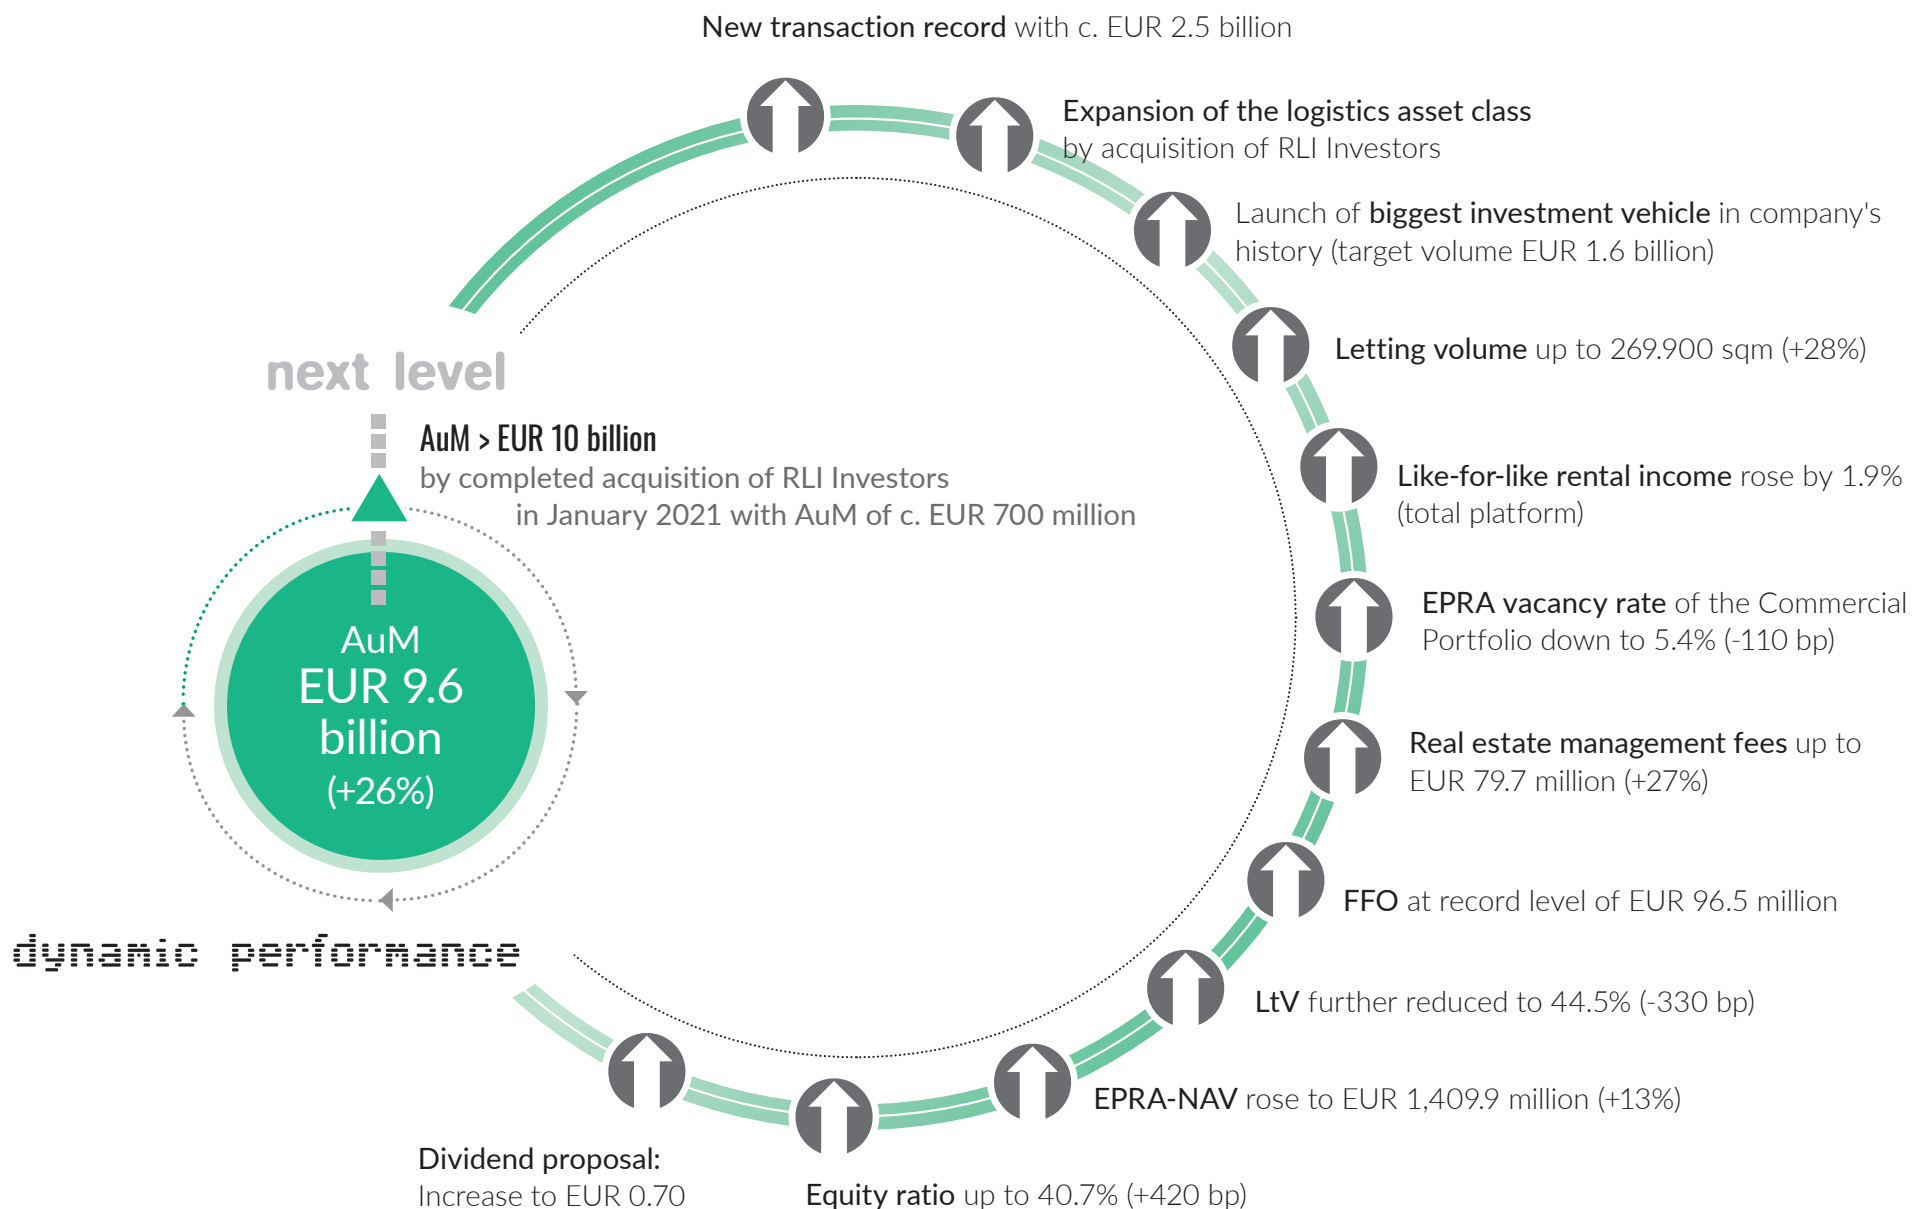 New transaction record with c. EUR 2.5 billion
Expansion of the logistics asset class
by acquisition of RLI Investors
Launch of biggest investment vehicle in company's
history (target volume EUR 1.6 billion)
Letting volume up to 269.900 sqm (+28%)
Like-for-like rental income rose by 1.9%
(total platform)
EPRA vacancy rate of the Commercial
Portfolio down to 5.4% (-110 bp)
Real estate management fees up to
EUR 79.7 million (+27%)
FFO at record level of EUR 96.5 million
LtV further reduced to 44.5% (-330 bp)
EPRA-NAV rose to EUR 1,409.9 million (+13%)
Equity ratio up to 40.7% (+420 bp)
Dividend proposal:
Increase to EUR 0.70
next level
AuM > EUR 10 billion
by completed acquisition of RLI Investors
in January 2021 with AuM of c. EUR 700 million
AuM
EUR 9.6
billion
(+26%)
dynamic performance